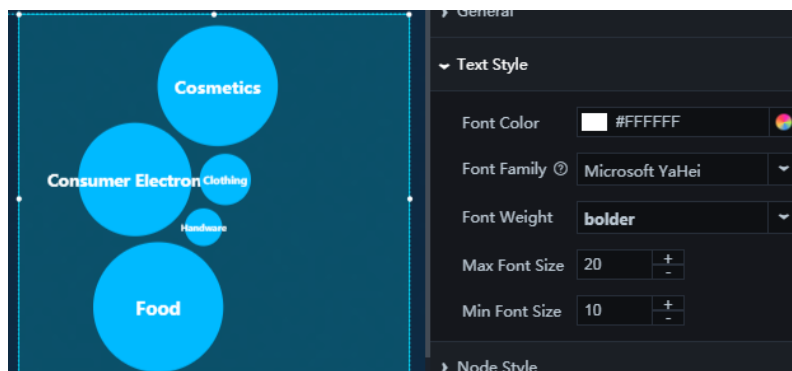 Cosmetics
Consumer Electron
Clothing
Handware
Food
General
Text Style
Font Color
#FFFFFF
Font Family
Microsoft YaHei
Font Weight
bolder
Max Font Size
20
+
-
Min Font Size
10
+
-
Node Style